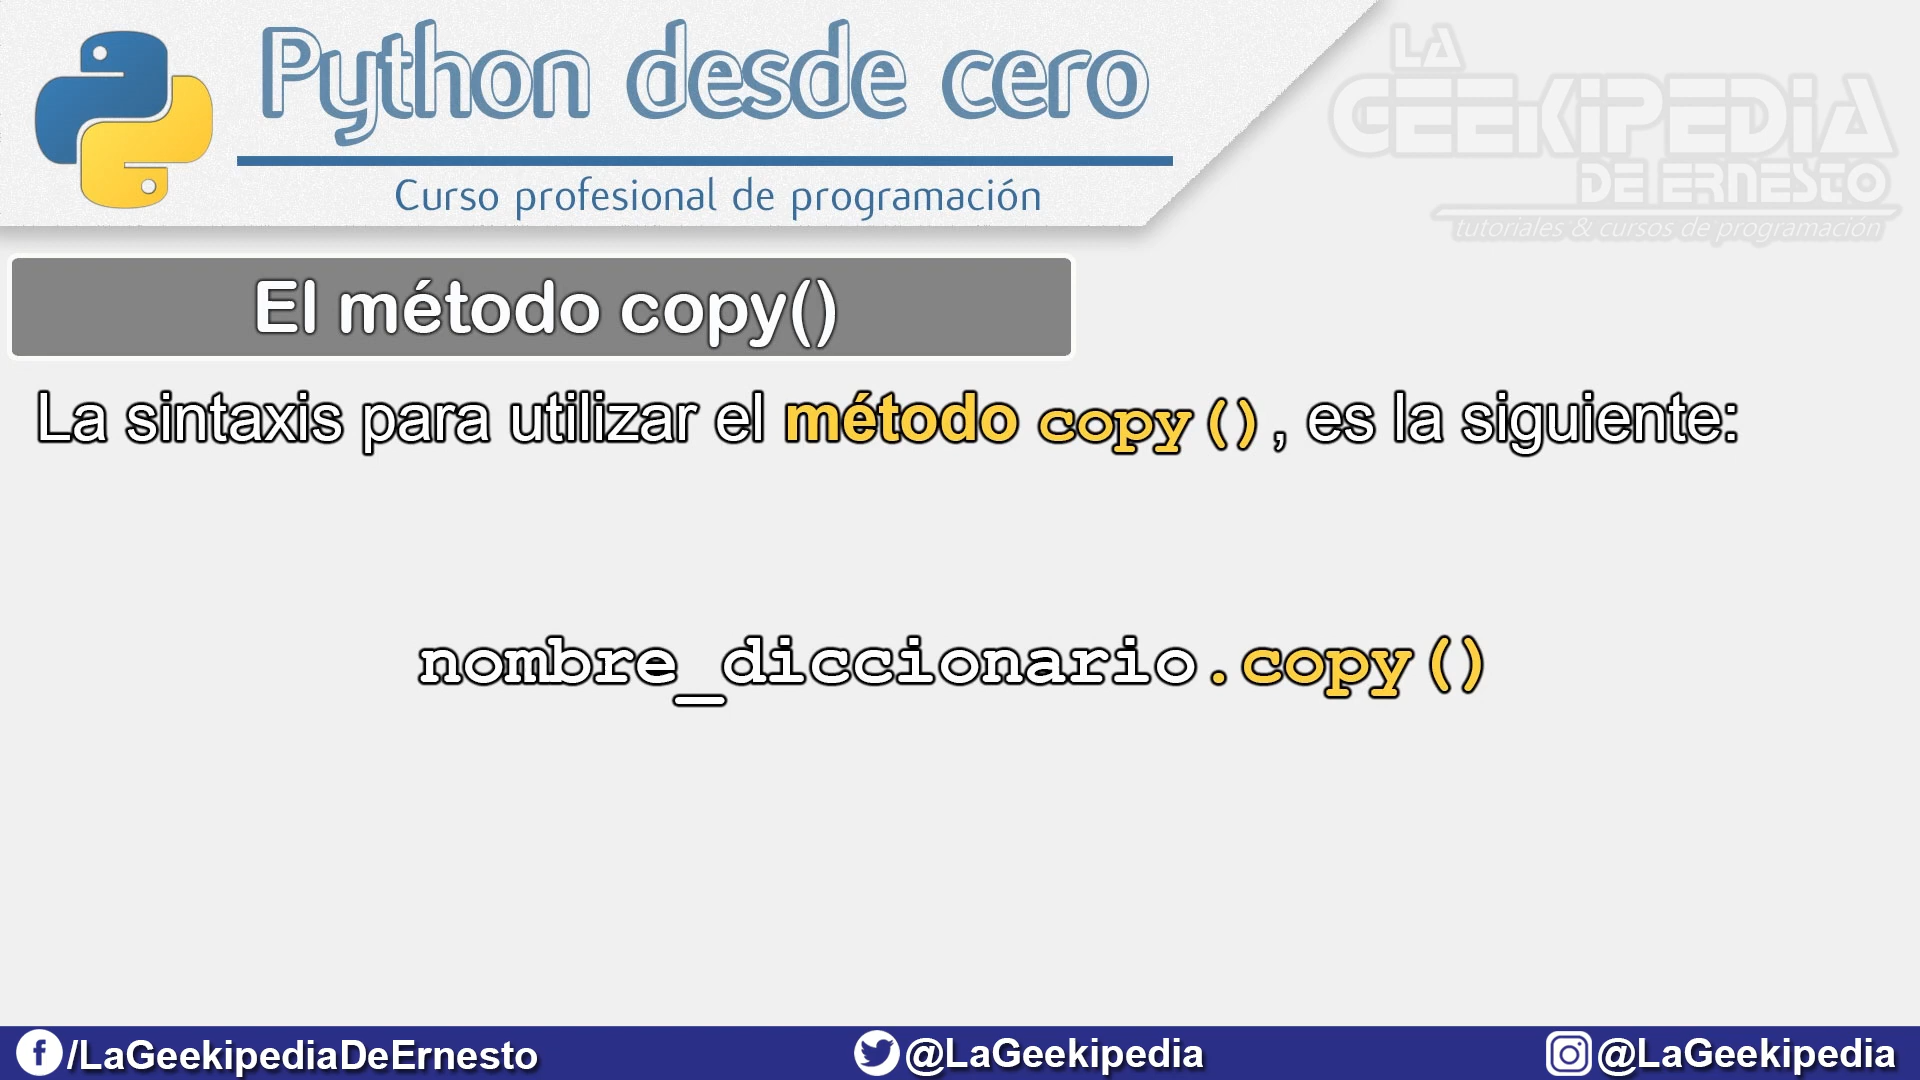 Python desde cero
Curso profesional de programación
LA
GEEKIPEDIA
DE ERNESTO
tutoriales & cursos de programación
El método copy()
La sintaxis para utilizar el método copy(), es la siguiente:
nombre_diccionario.copy()
/LaGeekipediaDeErnesto
@LaGeekipedia
@LaGeekipedia